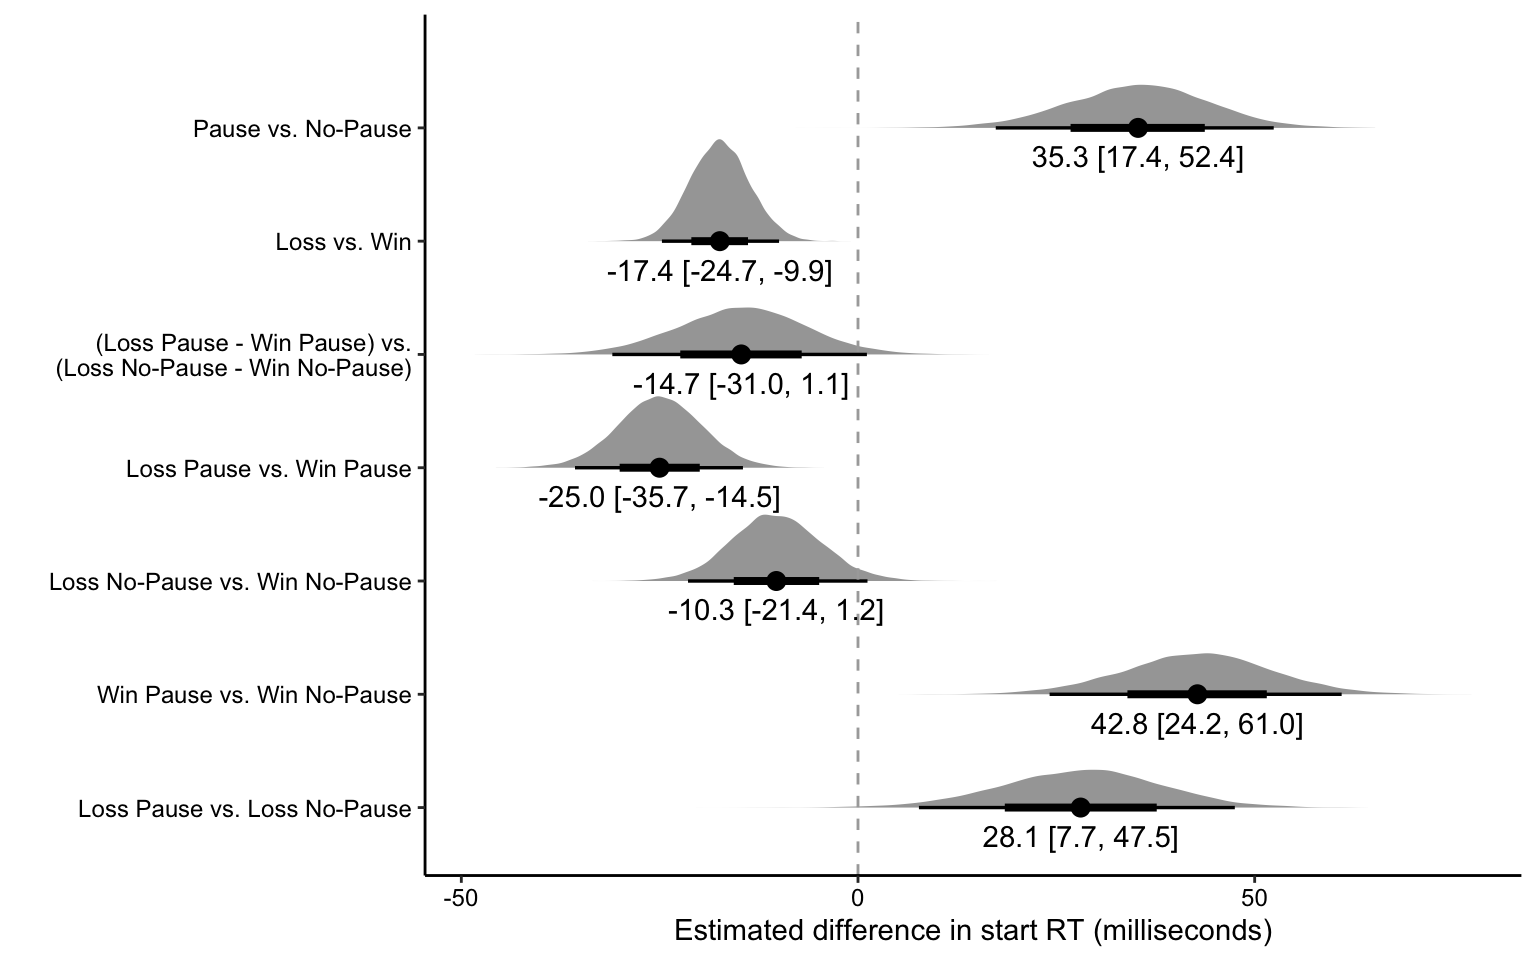 Pause vs. No-Pause
35.3 [17.4, 52.4]
Loss vs. Win
-17.4 [-24.7, -9.9]
(Loss Pause - Win Pause) vs.
(Loss No-Pause - Win No-Pause)
-14.7 [-31.0, 1.1]
Loss Pause vs. Win Pause
-25.0 [-35.7, -14.5]
Loss No-Pause vs. Win No-Pause
-10.3 [-21.4, 1.2]
Win Pause vs. Win No-Pause
42.8 [24.2, 61.0]
Loss Pause vs. Loss No-Pause
28.1 [7.7, 47.5]
-50 0 50
Estimated difference in start RT (milliseconds)